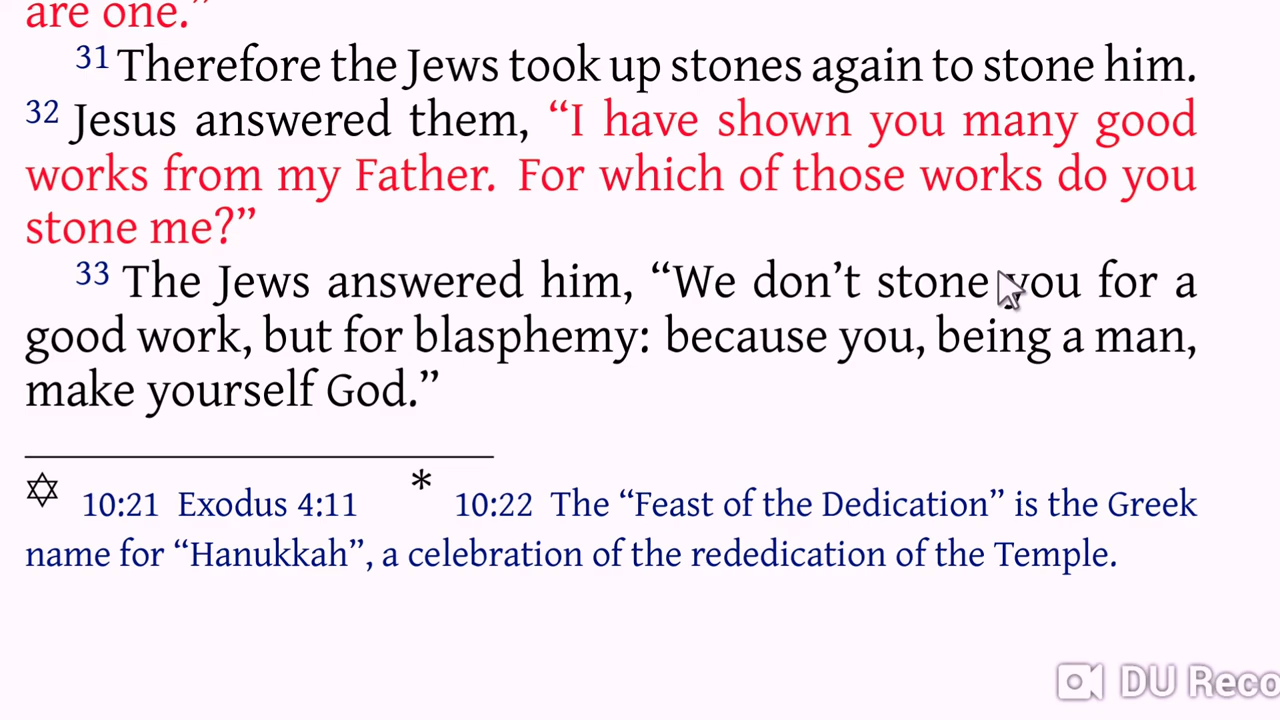 are one.”
31 Therefore the Jews took up stones again to stone him.
32 Jesus answered them, “I have shown you many good
works from my Father. For which of those works do you
stone me?”
33 The Jews answered him, “We don’t stone you for a
good work, but for blasphemy: because you, being a man,
make yourself God.”
✡ 10:21 Exodus 4:11 * 10:22 The “Feast of the Dedication” is the Greek
name for “Hanukkah”, a celebration of the rededication of the Temple.
DU Reco